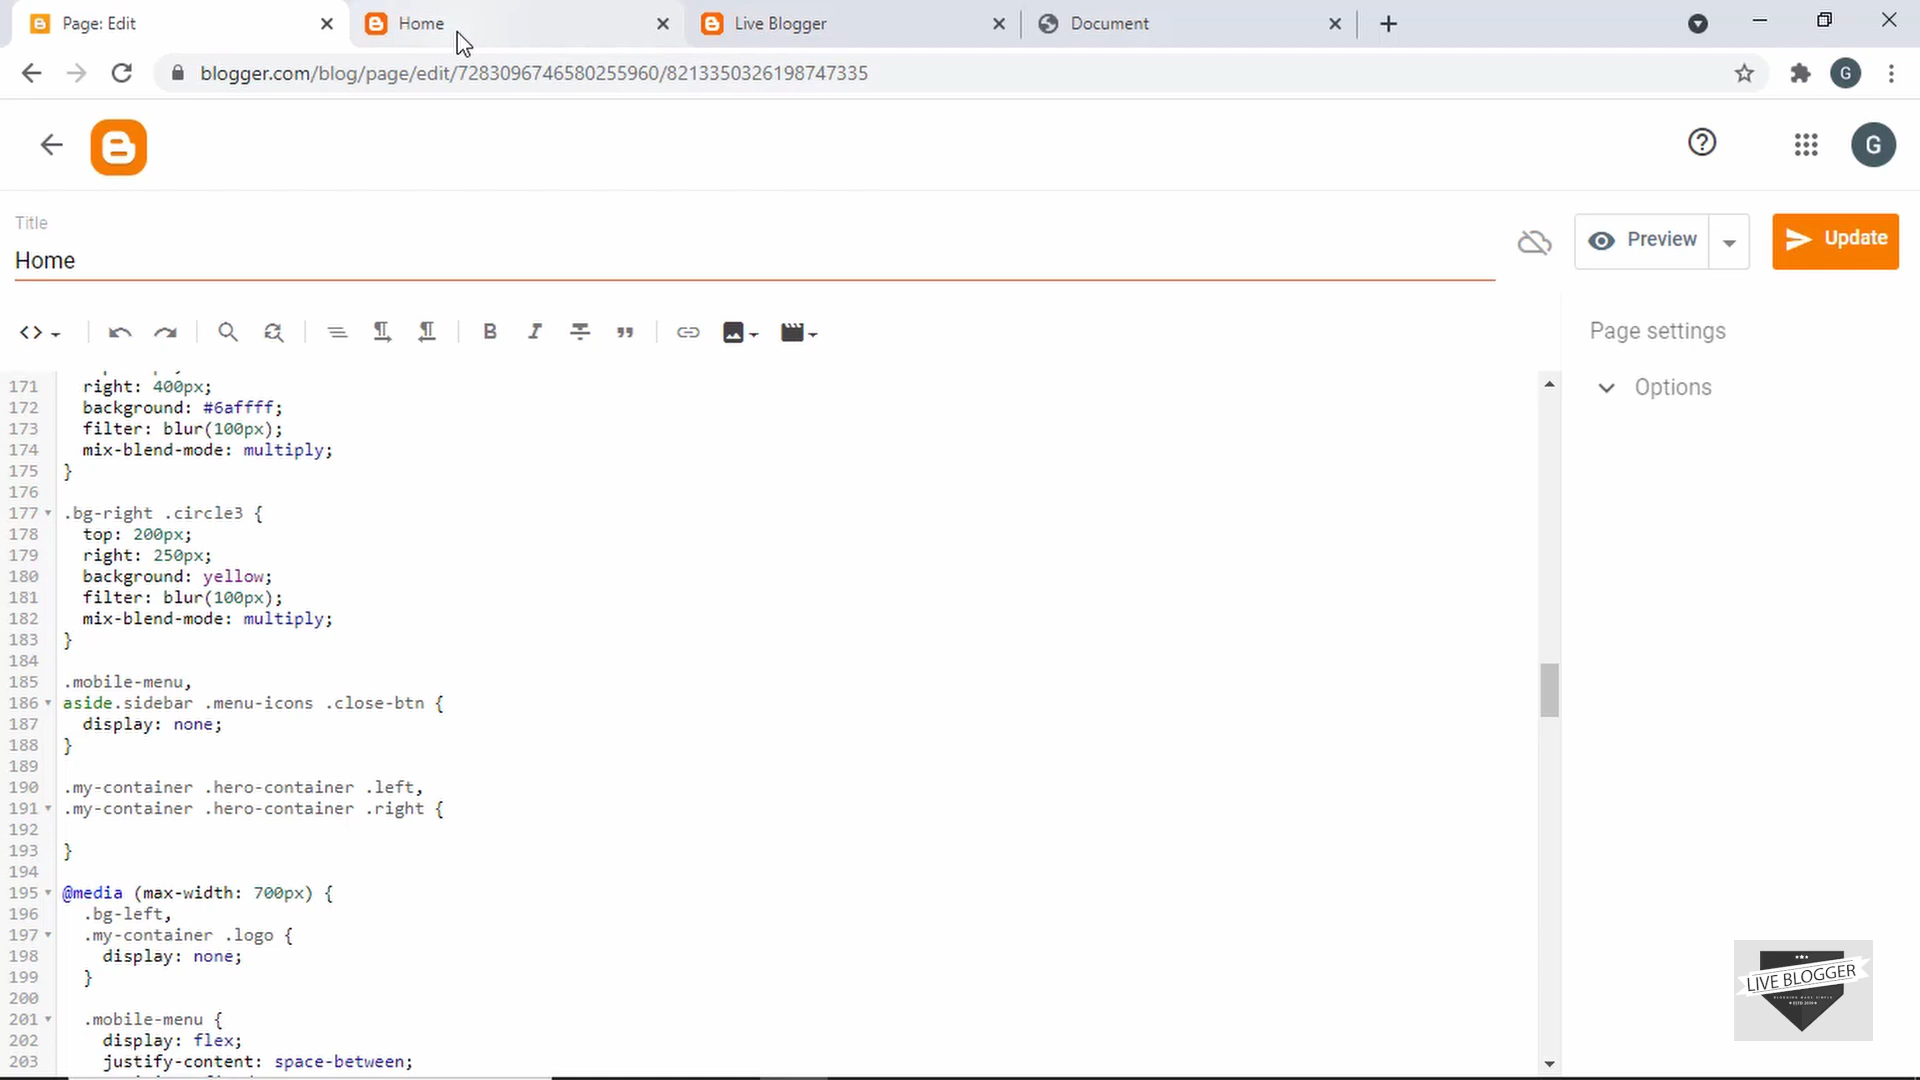 Page: Edit
Home
Live Blogger
Document
blogger.com/blog/page/edit/7283096746580255960/8213350326198747335
G
G
Title
Home
Preview
Update
Page settings
Options
171 right: 400px;
172 background: #6affff;
173 filter: blur(100px);
174 mix-blend-mode: multiply;
175 }
176
177 .bg-right .circle3 {
178 top: 200px;
179 right: 250px;
180 background: yellow;
181 filter: blur(100px);
182 mix-blend-mode: multiply;
183 }
184
185 .mobile-menu,
186 aside.sidebar .menu-icons .close-btn {
187 display: none;
188 }
189
190 .my-container .hero-container .left,
191 .my-container .hero-container .right {
192
193 }
194
195 @media (max-width: 700px) {
196 .bg-left,
197 .my-container .logo {
198 display: none;
199 }
200
201 .mobile-menu {
202 display: flex;
203 justify-content: space-between;
LIVE BLOGGER